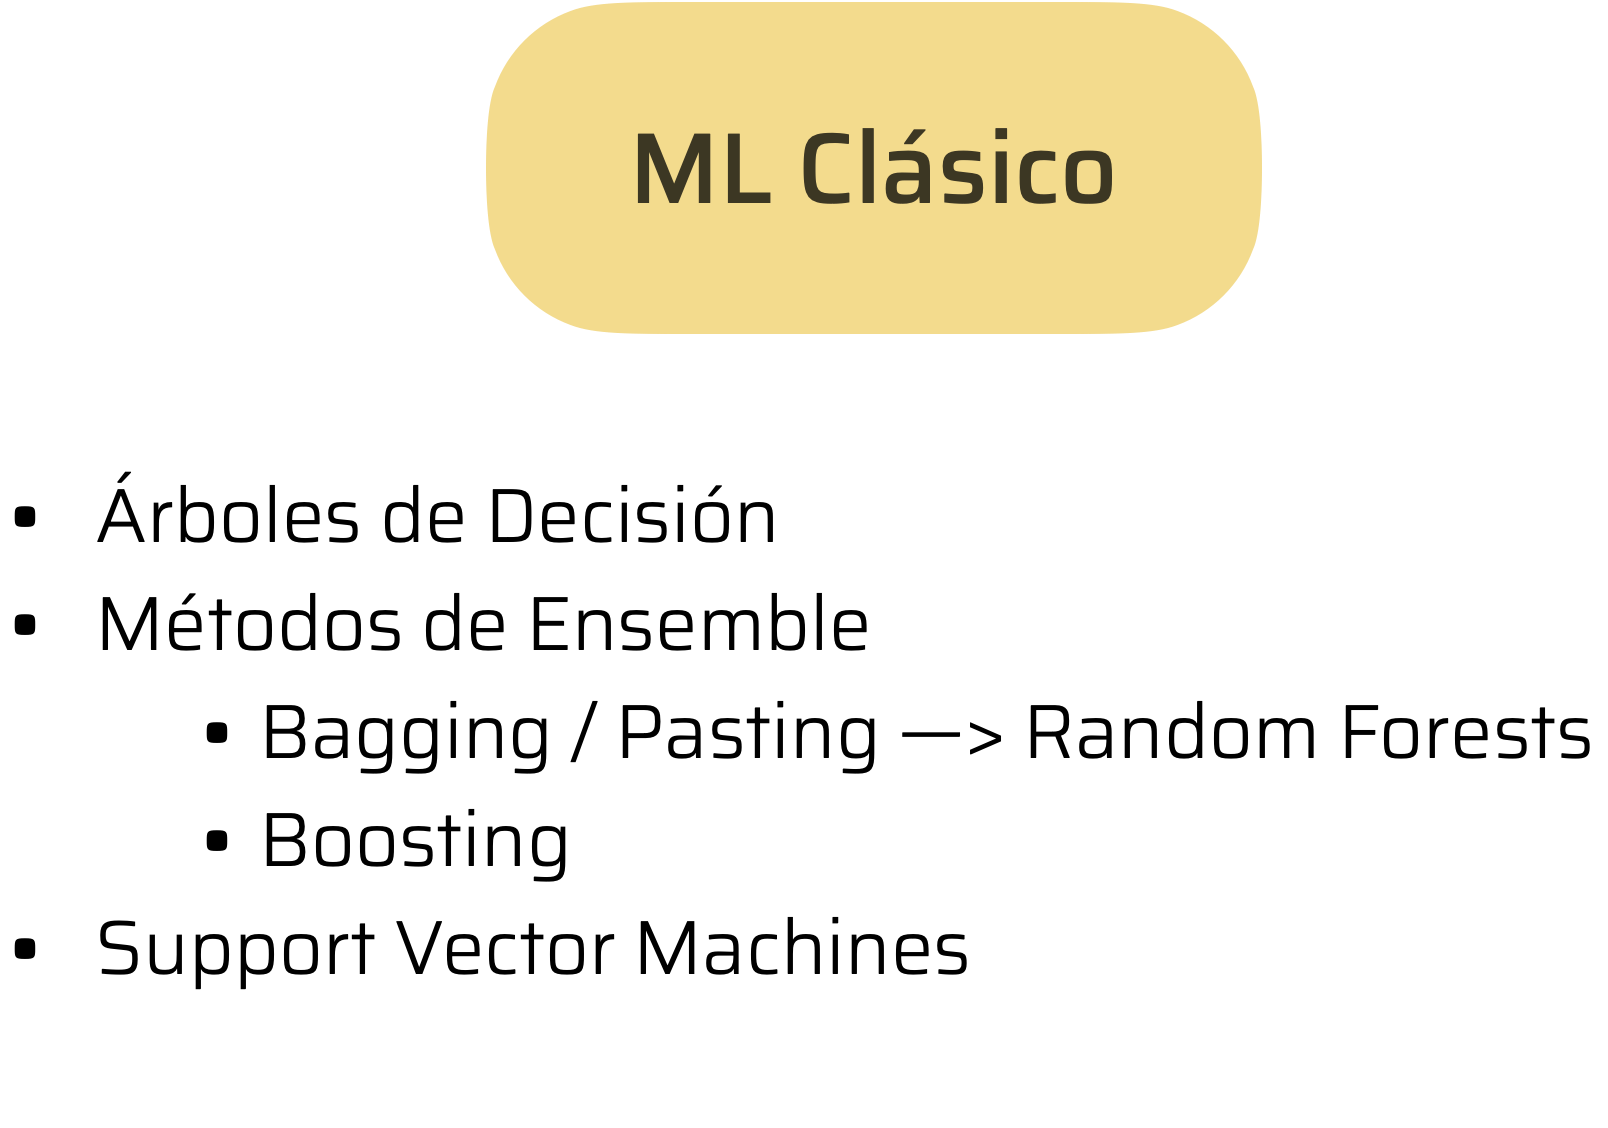 ML Clásico
• Árboles de Decisión
• Métodos de Ensemble
• Bagging / Pasting —> Random Forests
• Boosting
• Support Vector Machines